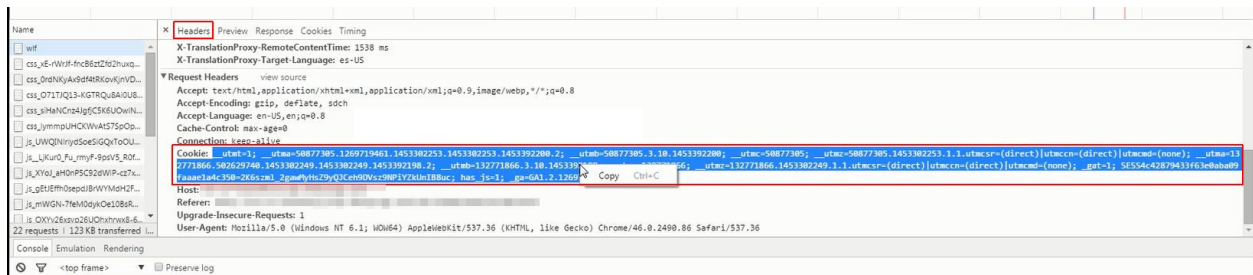 Name
× Headers Preview Response Cookies Timing
wlf
css_xE-rWrJf-fncB6ztZfd2huxq...
css_0rdNKyAx9df4tRKovKjnVD...
css_O71TJQ13-KGTRQu8Ai0U8...
css_siHaNCnz4JgfjC5K6UOwIN...
css_iymmpUHCKWvAtS7SpOp...
js_UWQINiriydSoeSiGQxToOU...
js_LjKur0_Fu_rmyF-9psV5_R0f...
js_XYoJ_aH0nP5C92dWiP-cz7x...
js_gEtJEffh0sepdJBrWYMdH2F...
js_mWGN-7feM0dykOe10BsR...
js_OXYv26xsvp26UOhxhrwx8-6...
22 requests | 123 KB transferred |...
X-TranslationProxy-RemoteContentTime: 1538 ms
X-TranslationProxy-Target-Language: es-US
▼ Request Headers view source
Accept: text/html,application/xhtml+xml,application/xml;q=0.9,image/webp,*/*;q=0.8
Accept-Encoding: gzip, deflate, sdch
Accept-Language: en-US,en;q=0.8
Cache-Control: max-age=0
Connection: keep-alive
Cookie: __utmt=1; __utma=50877305.1269719461.1453302253.1453302253.1453392200.2; __utmb=50877305.3.10.1453392200; __utmc=50877305; __utmz=50877305.1453302253.1.1.utmcsr=(direct)|utmccn=(direct)|utmcmd=(none); __utma=13
2771866.502629740.1453302249.1453302249.1453392198.2; __utmb=132771866.3.10.1453392 66; __utmz=132771866.1453302249.1.1.utmcsr=(direct)|utmccn=(direct)|utmcmd=(none); _gat=1; SESS4c42879433f63e0aba09
faaae1a4c350=2K6szml_2gawMyHsZ9yQJCeh9DVsz9NPiYZkUnIB8uc; has_js=1; _ga=GA1.2.1269
Copy Ctrl+C
Host:
Referer:
Upgrade-Insecure-Requests: 1
User-Agent: Mozilla/5.0 (Windows NT 6.1; WOW64) AppleWebKit/537.36 (KHTML, like Gecko) Chrome/46.0.2490.86 Safari/537.36
Console Emulation Rendering
<top frame> ▼ Preserve log